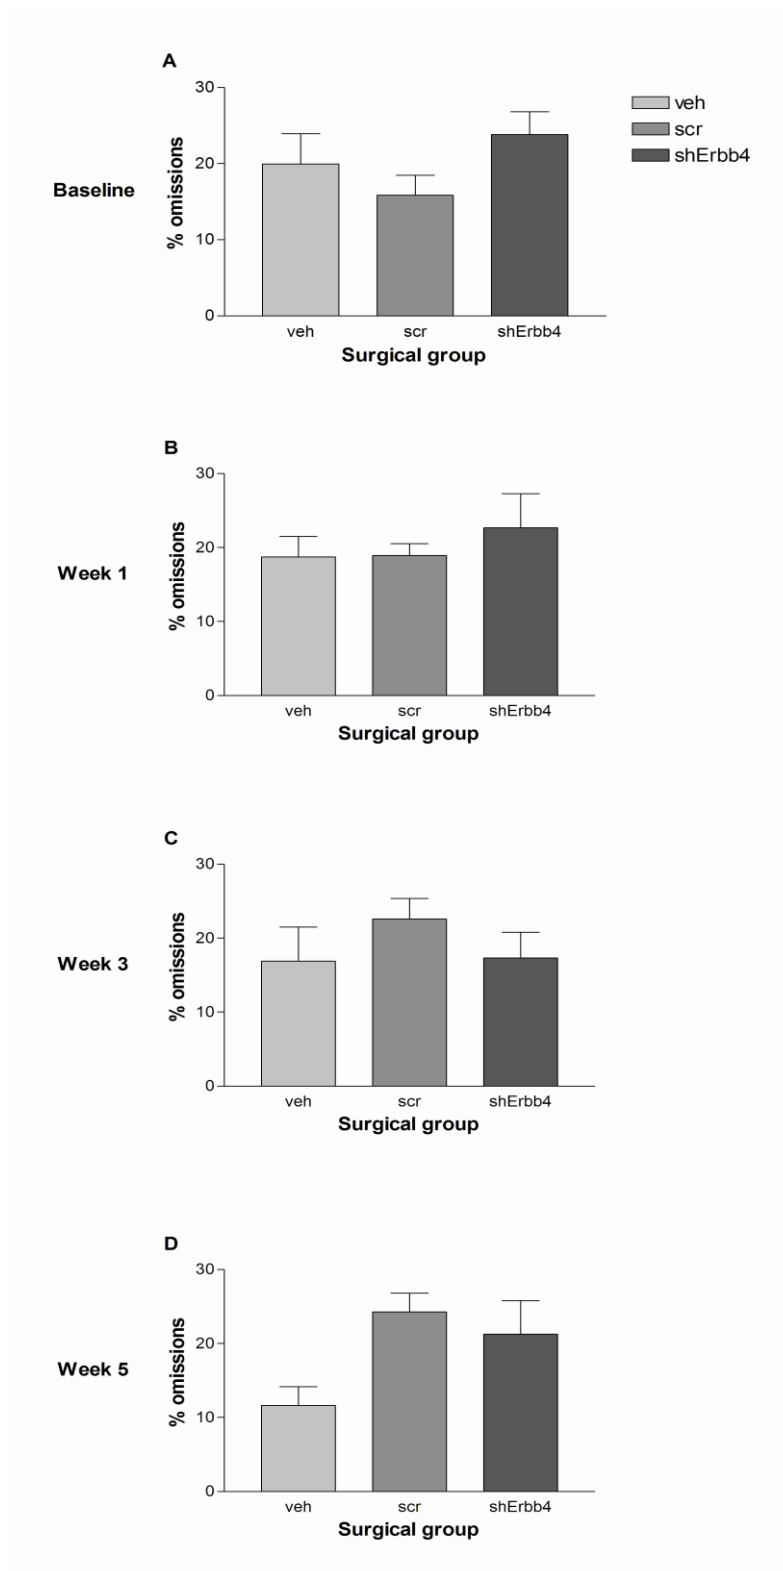 A
30
20
10
0
% omissions
Baseline
veh
scr
shErbb4
veh scr shErbb4
Surgical group
B
30
20
10
0
% omissions
Week 1
veh scr shErbb4
Surgical group
C
30
20
10
0
% omissions
Week 3
veh scr shErbb4
Surgical group
D
30
20
10
0
% omissions
Week 5
veh scr shErbb4
Surgical group